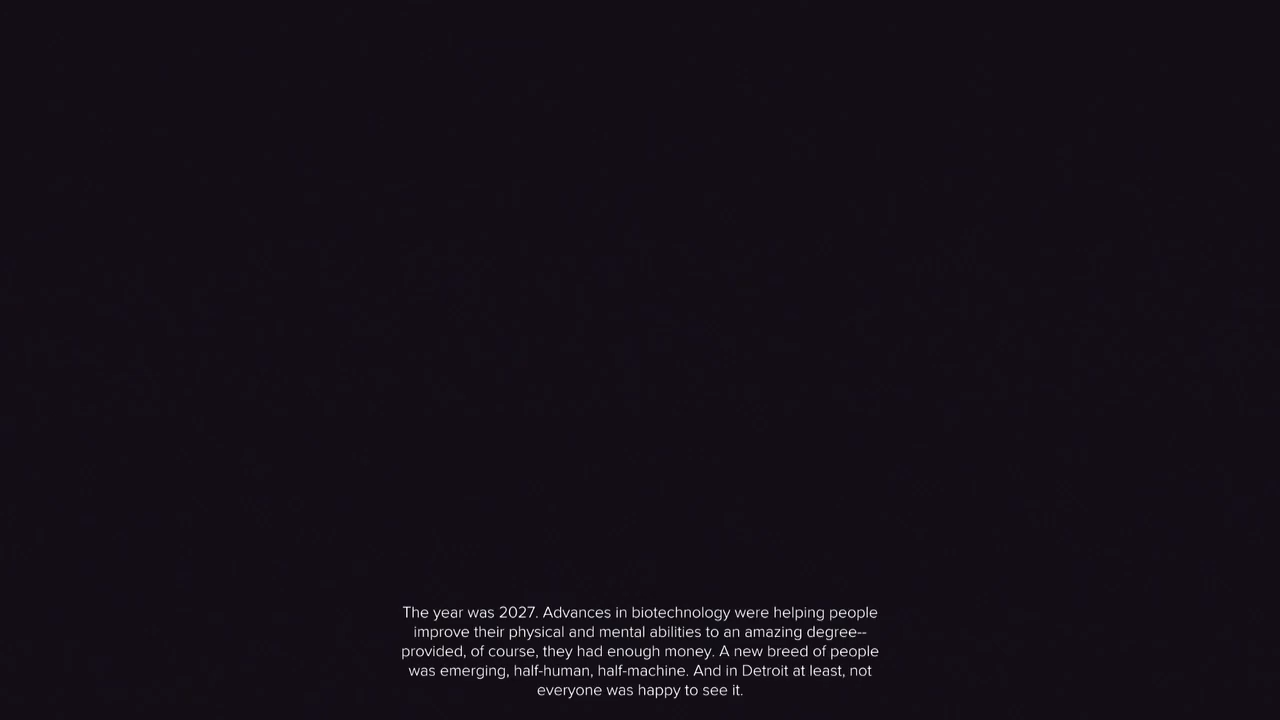 The year was 2027. Advances in biotechnology were helping people
improve their physical and mental abilities to an amazing degree--
provided, of course, they had enough money. A new breed of people
was emerging, half-human, half-machine. And in Detroit at least, not
everyone was happy to see it.